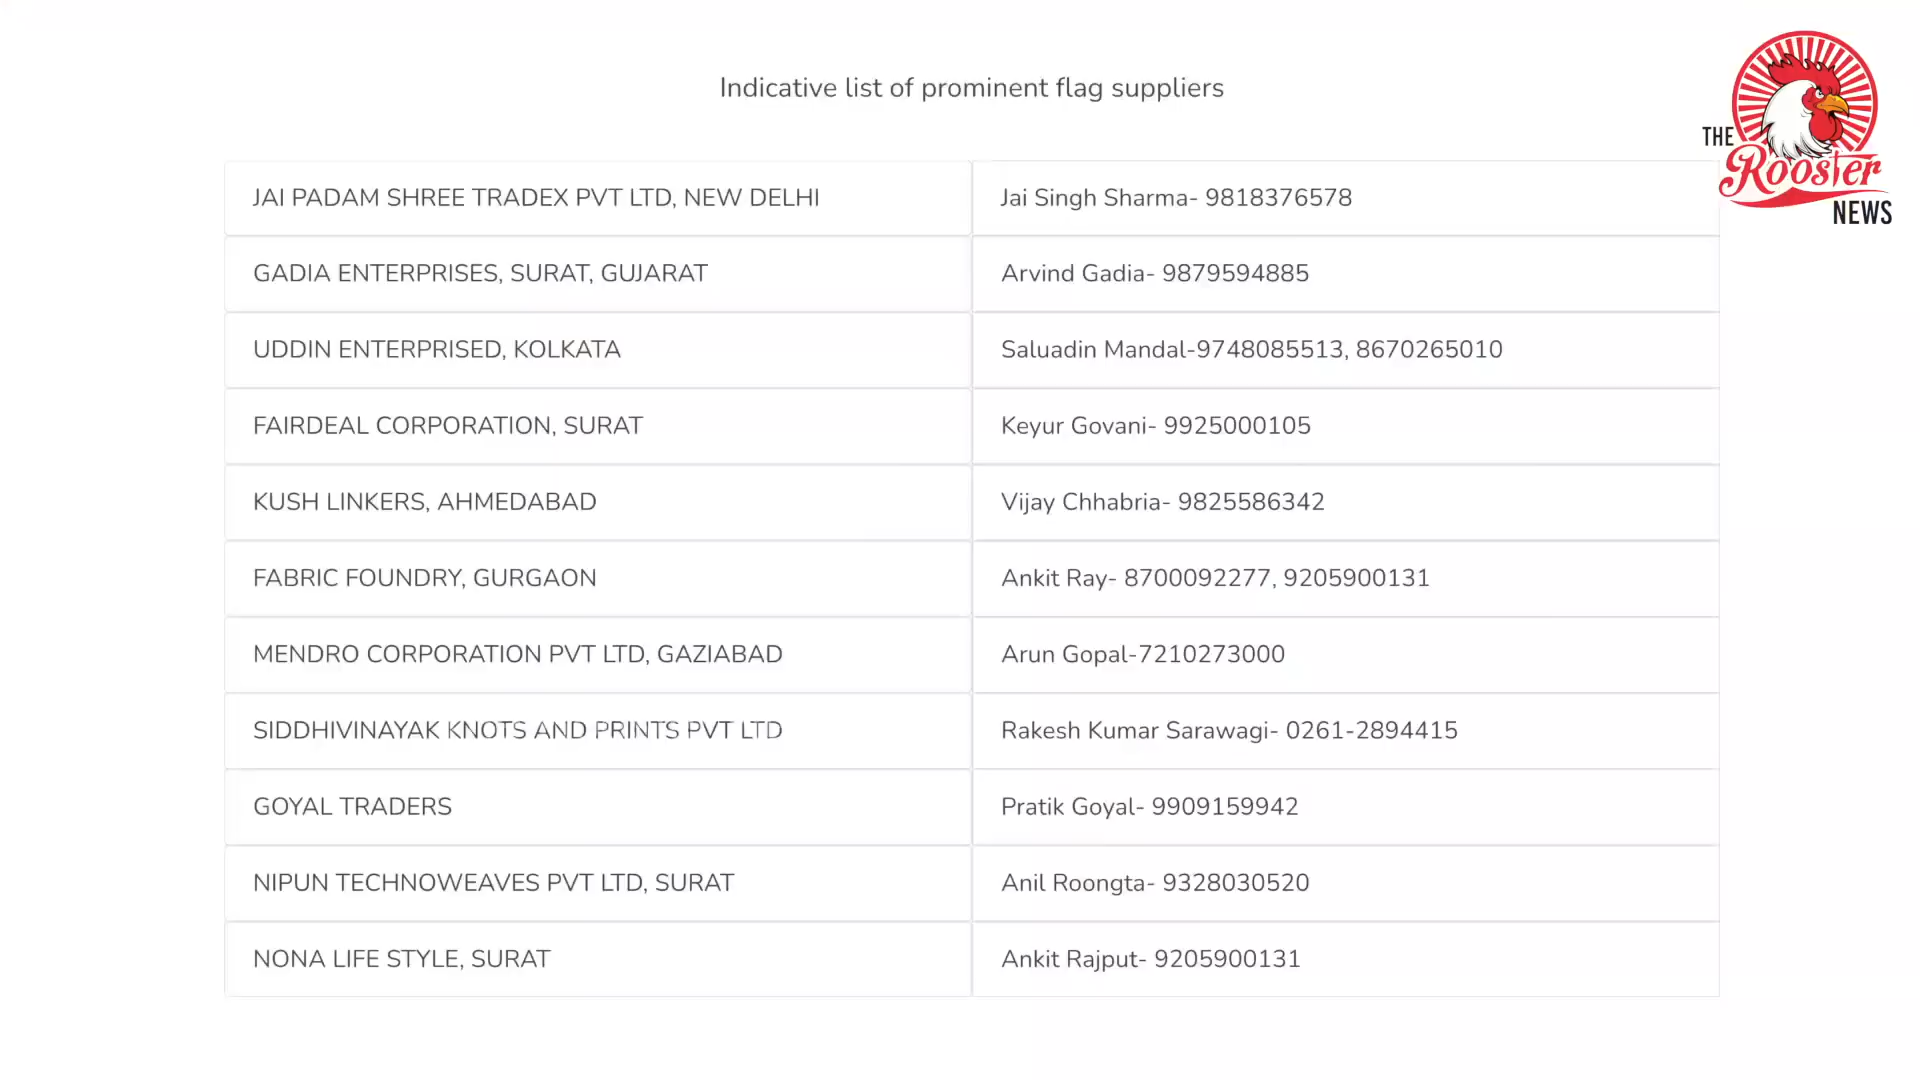 Indicative list of prominent flag suppliers
THE
Rooster
NEWS
JAI PADAM SHREE TRADEX PVT LTD, NEW DELHI Jai Singh Sharma- 9818376578
GADIA ENTERPRISES, SURAT, GUJARAT Arvind Gadia- 9879594885
UDDIN ENTERPRISED, KOLKATA Saluadin Mandal-9748085513, 8670265010
FAIRDEAL CORPORATION, SURAT Keyur Govani- 9925000105
KUSH LINKERS, AHMEDABAD Vijay Chhabria- 9825586342
FABRIC FOUNDRY, GURGAON Ankit Ray- 8700092277, 9205900131
MENDRO CORPORATION PVT LTD, GAZIABAD Arun Gopal-7210273000
SIDDHIVINAYAK KNOTS AND PRINTS PVT LTD Rakesh Kumar Sarawagi- 0261-2894415
GOYAL TRADERS Pratik Goyal- 9909159942
NIPUN TECHNOWEAVES PVT LTD, SURAT Anil Roongta- 9328030520
NONA LIFE STYLE, SURAT Ankit Rajput- 9205900131